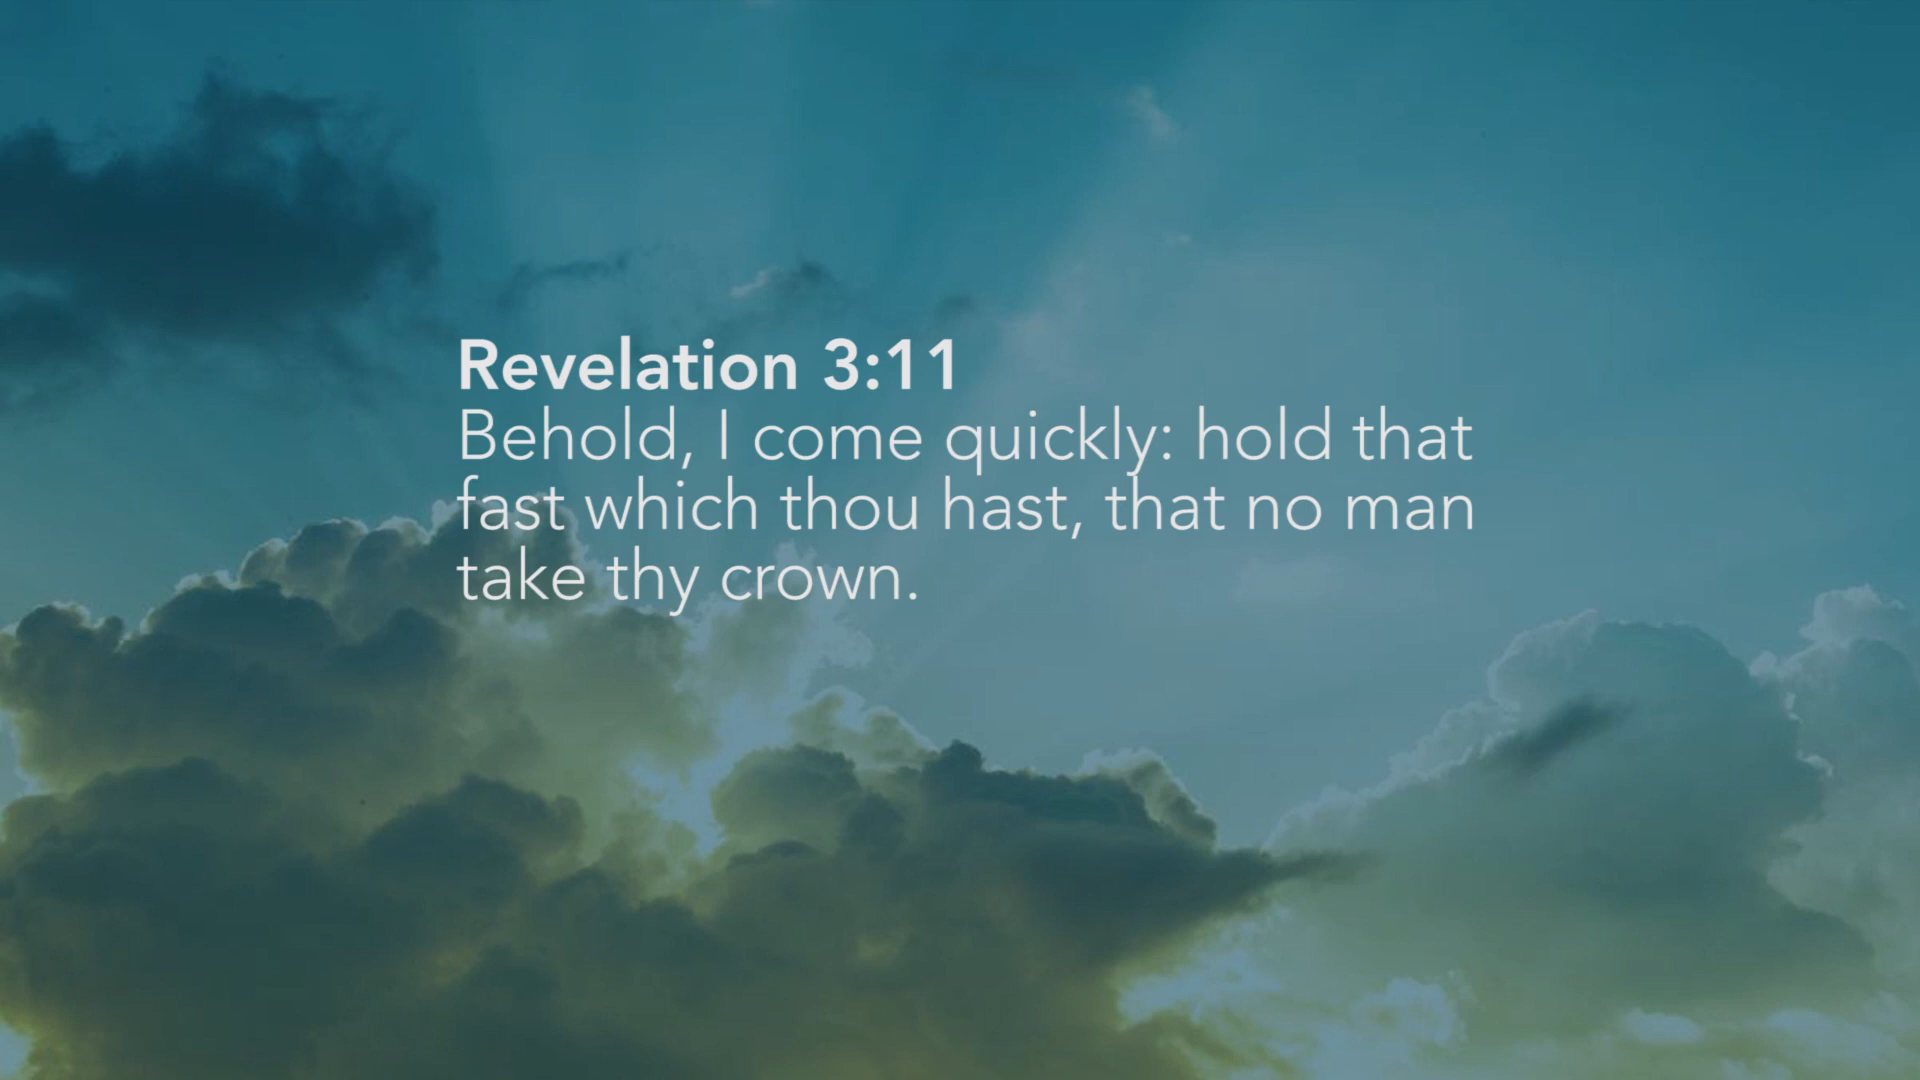 Revelation 3:11
Behold, I come quickly: hold that
fast which thou hast, that no man
take thy crown.